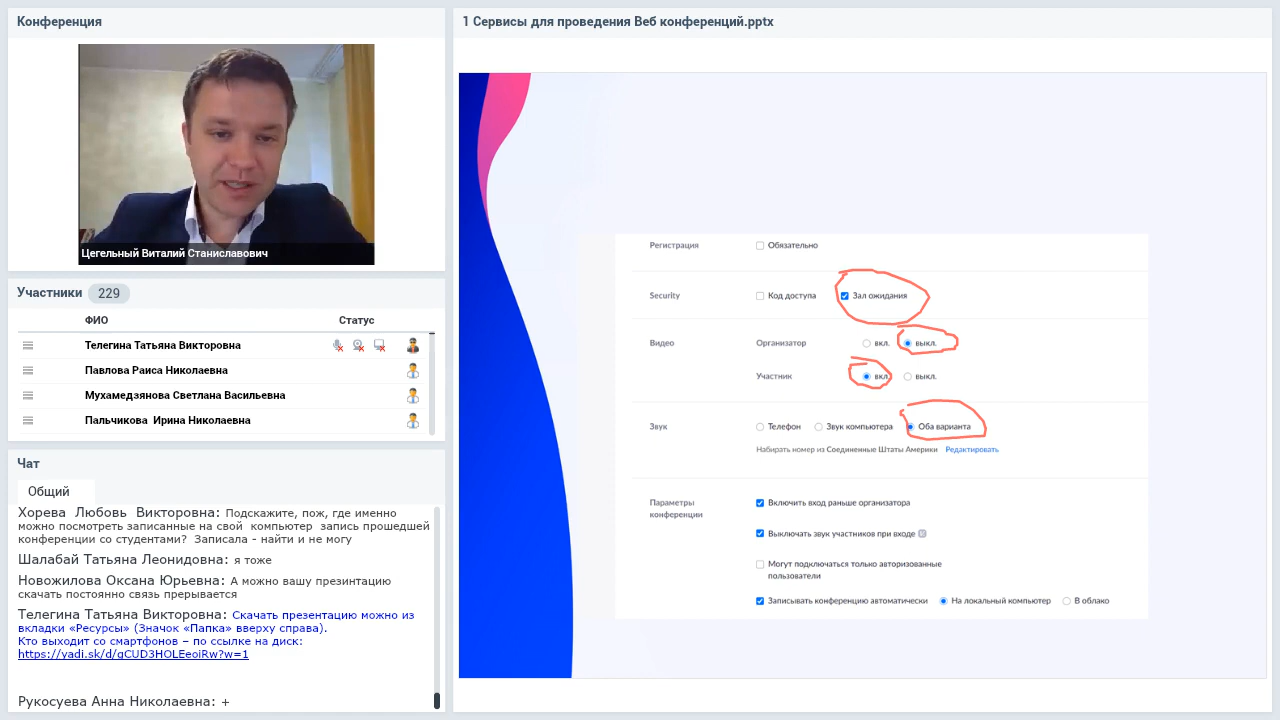 Конференция
Цегельный Виталий Станиславович
Участники 229
ФИО Статус
Телегина Татьяна Викторовна
Павлова Раиса Николаевна
Мухамедзянова Светлана Васильевна
Пальчикова Ирина Николаевна
Чат
Общий
Хорева Любовь Викторовна: Подскажите, пож, где именно
можно посмотреть записанные на свой компьютер запись прошедшей
конференции со студентами? Записала - найти и не могу
Шалабай Татьяна Леонидовна: я тоже
Новожилова Оксана Юрьевна: А можно вашу презинтацию
скачать постоянно связь прерывается
Телегина Татьяна Викторовна: Скачать презентацию можно из
вкладки «Ресурсы» (Значок «Папка» вверху справа).
Кто выходит со смартфонов – по ссылке на диск:
https://yadi.sk/d/gCUD3HOLEeoiRw?w=1
Рукосуева Анна Николаевна: +
1 Сервисы для проведения Веб конференций.pptx
Регистрация Обязательно
Security Код доступа Зал ожидания
Видео Организатор вкл. выкл.
Участник вкл. выкл.
Звук Телефон Звук компьютера Оба варианта
Набирать номер из Соединенные Штаты Америки Редактировать
Параметры
конференции
Включить вход раньше организатора
Выключать звук участников при входе
Могут подключаться только авторизованные
пользователи
Записывать конференцию автоматически На локальный компьютер В облако